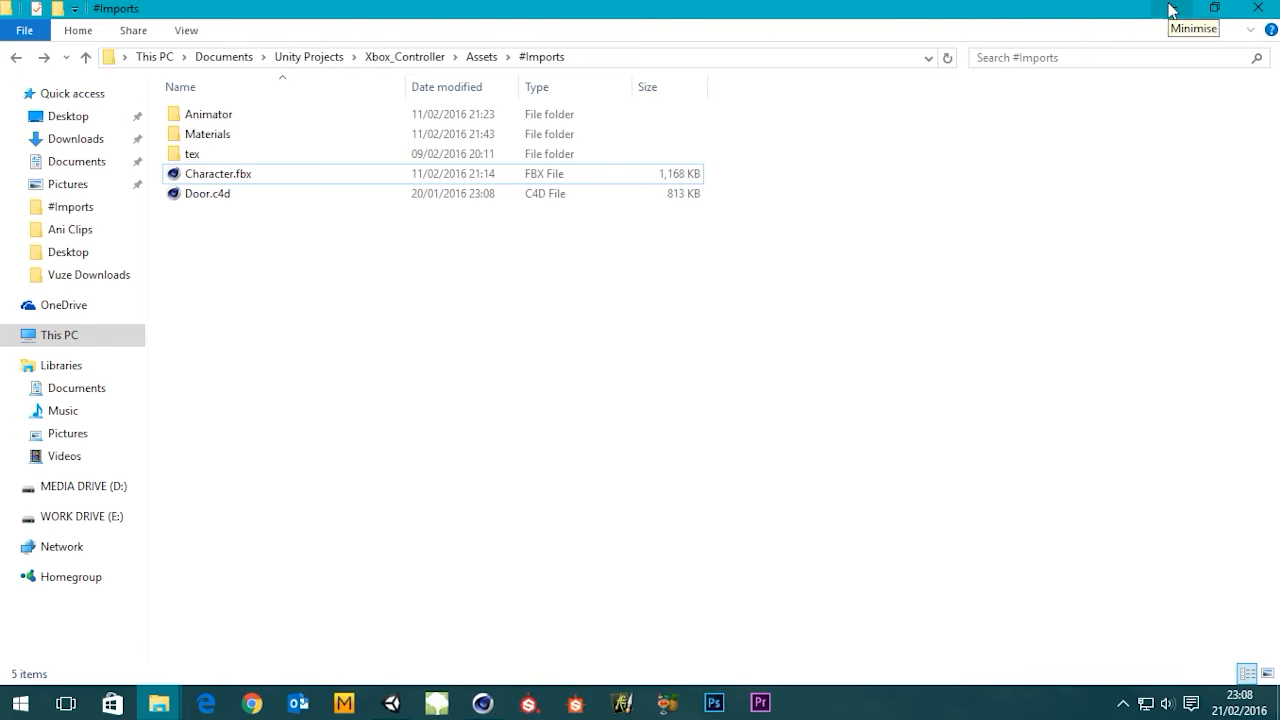 #Imports
Minimise
File Home Share View
This PC Documents Unity Projects Xbox_Controller Assets #Imports
Search #Imports
Name Date modified Type Size
Animator 11/02/2016 21:23 File folder
Materials 11/02/2016 21:43 File folder
tex 09/02/2016 20:11 File folder
Character.fbx 11/02/2016 21:14 FBX File 1,168 KB
Door.c4d 20/01/2016 23:08 C4D File 813 KB
Quick access
Desktop
Downloads
Documents
Pictures
#Imports
Ani Clips
Desktop
Vuze Downloads
OneDrive
This PC
Libraries
Documents
Music
Pictures
Videos
MEDIA DRIVE (D:)
WORK DRIVE (E:)
Network
Homegroup
5 items
M
Ps
Pr
23:08
21/02/2016